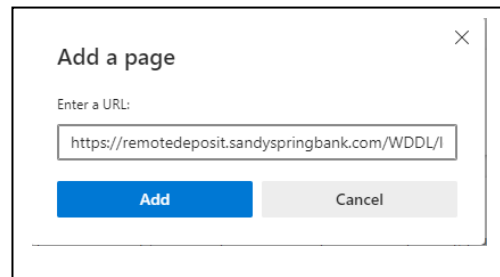 Add a page
Enter a URL:
https://remotedeposit.sandyspringbank.com/WDDL/I
Add Cancel